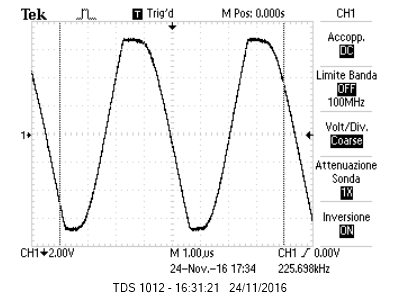 Tek Trig'd M Pos: 0.000s CH1
Accopp.
DC
Limite Banda
OFF
100MHz
1
Volt/Div.
Coarse
Attenuazione
Sonda
1X
Inversione
ON
CH1 2.00V M 1.00us CH1 0.00V
24-Nov.-16 17:34 225.698kHz
TDS 1012 - 16:31:21 24/11/2016